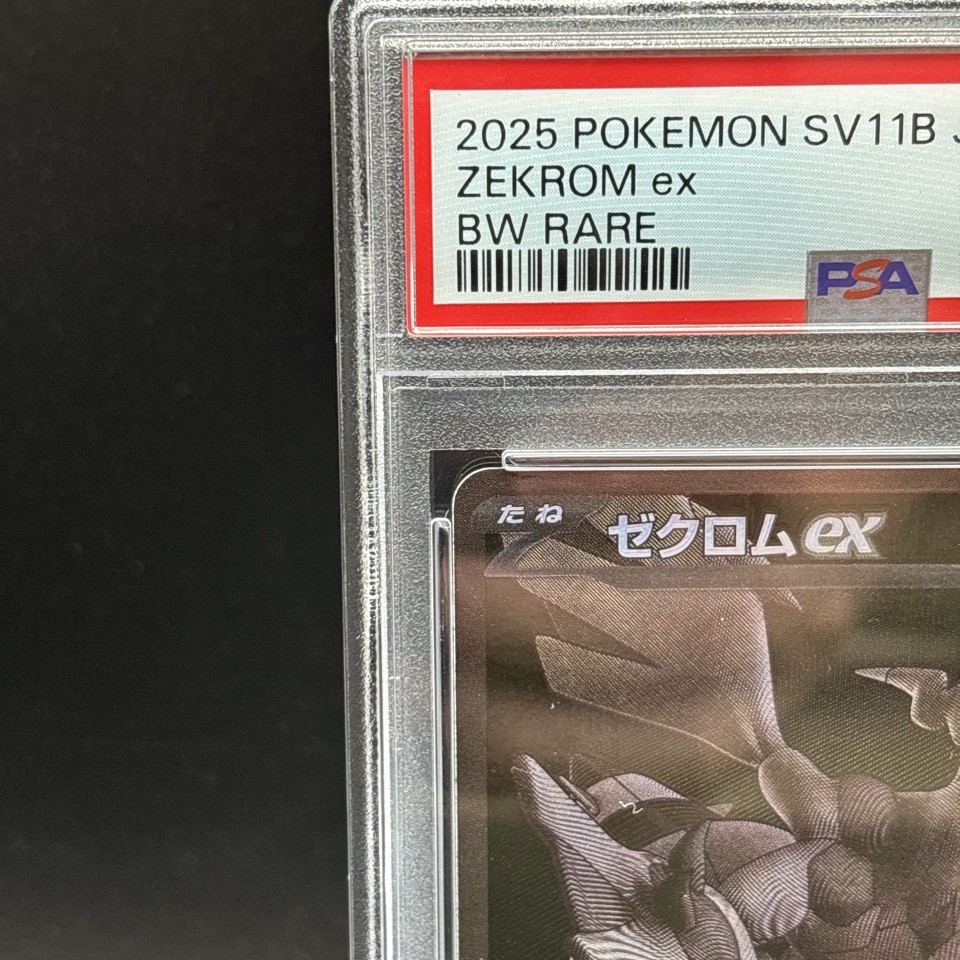 2025 POKEMON SV11B J
ZEKROM ex
BW RARE
PSA
たね ゼクロムex